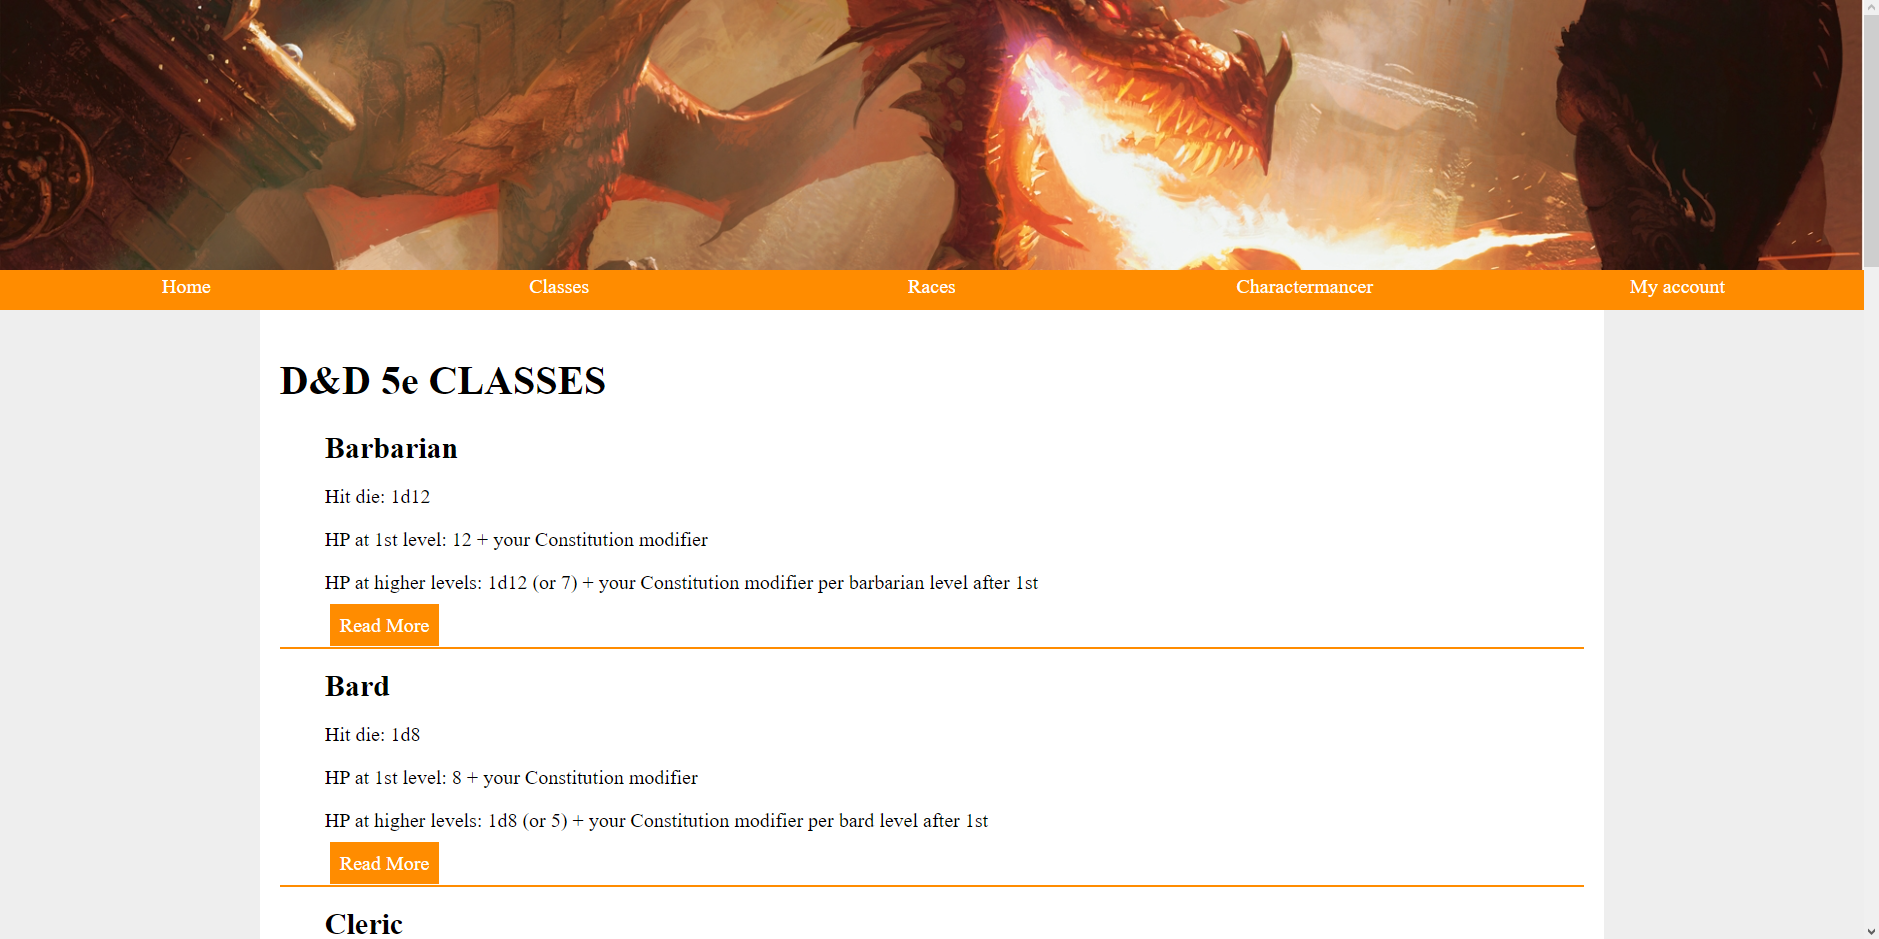 Home Classes Races Charactermancer My account
D&D 5e CLASSES
Barbarian
Hit die: 1d12
HP at 1st level: 12 + your Constitution modifier
HP at higher levels: 1d12 (or 7) + your Constitution modifier per barbarian level after 1st
Read More
Bard
Hit die: 1d8
HP at 1st level: 8 + your Constitution modifier
HP at higher levels: 1d8 (or 5) + your Constitution modifier per bard level after 1st
Read More
Cleric